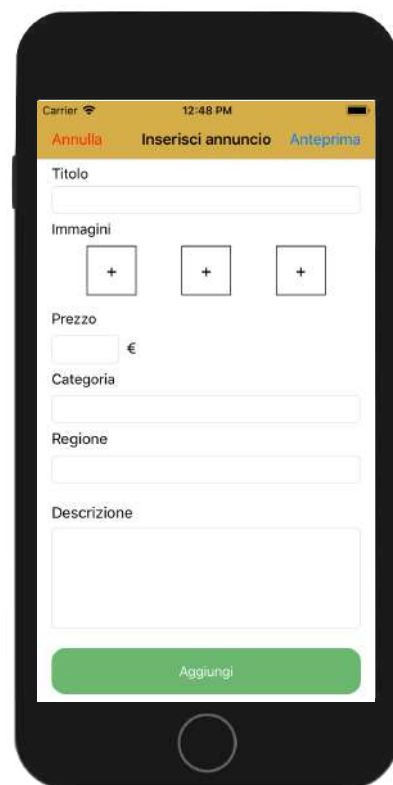 Carrier 12:48 PM
Annulla Inserisci annuncio Anteprima
Titolo
Immagini
+ + +
Prezzo
€
Categoria
Regione
Descrizione
Aggiungi